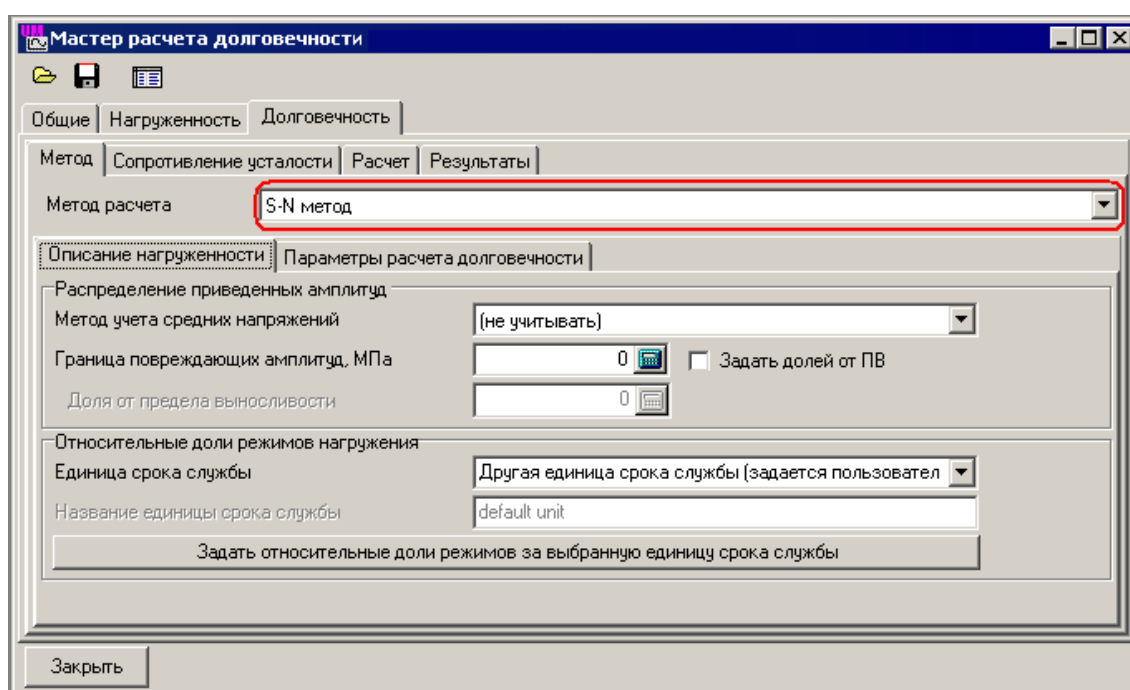 Мастер расчета долговечности
Общие Нагруженность Долговечность
Метод Сопротивление усталости Расчет Результаты
Метод расчета S-N метод
Описание нагруженности Параметры расчета долговечности
Распределение приведенных амплитуд
Метод учета средних напряжений (не учитывать)
Граница повреждающих амплитуд, МПа 0 Задать долей от ПВ
Доля от предела выносливости 0
Относительные доли режимов нагружения
Единица срока службы Другая единица срока службы (задается пользовател
Название единицы срока службы default unit
Задать относительные доли режимов за выбранную единицу срока службы
Закрыть